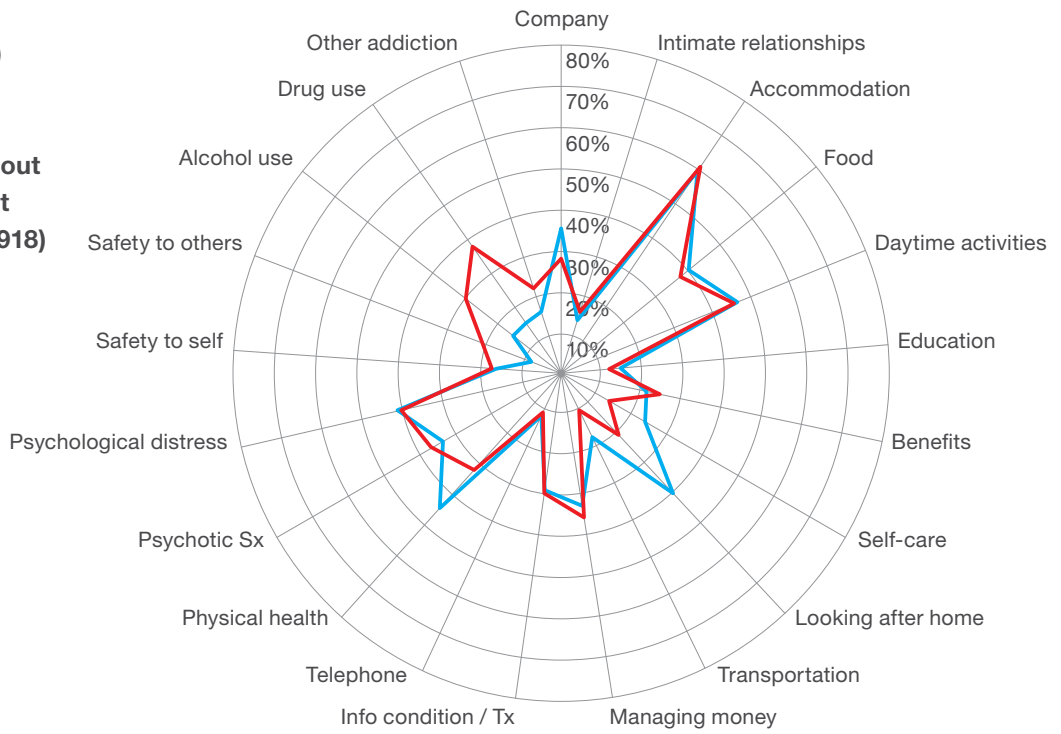 Company
Other addiction
Intimate relationships
)
80%
Drug use
Accommodation
70%
60%
out
Alcohol use
Food
50%
t
40%
918)
Safety to others
Daytime activities
30%
20%
Safety to self
Education
10%
Psychological distress
Benefits
Psychotic Sx
Self-care
Physical health
Looking after home
Telephone
Transportation
Info condition / Tx
Managing money